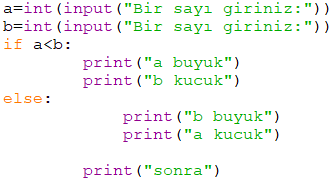 a=int(input("Bir sayı giriniz:"))
b=int(input("Bir sayı giriniz:"))
if a<b:
        print("a buyuk")
        print("b kucuk")
else:
            print("b buyuk")
            print("a kucuk")

        print("sonra")